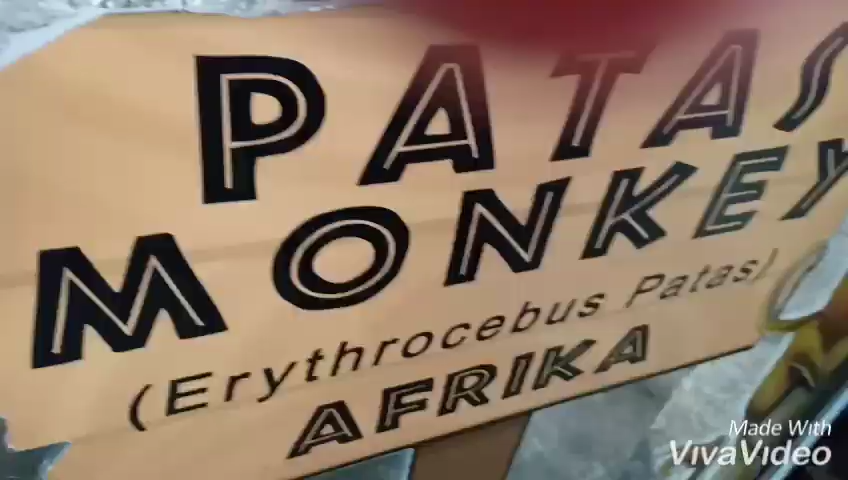 PATAS
MONKEY
(Erythrocebus Patas)
AFRIKA
Made With
VivaVideo